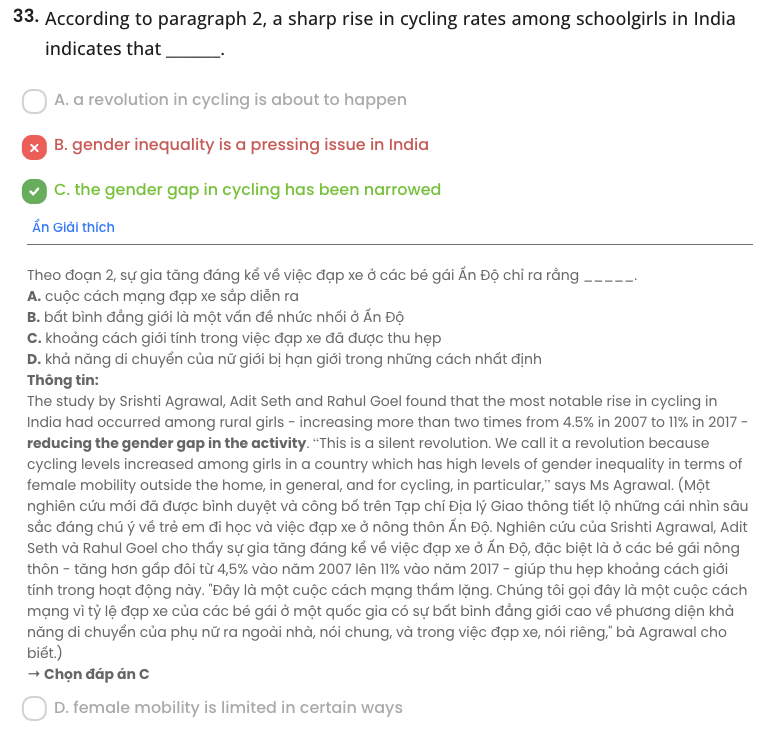 33. According to paragraph 2, a sharp rise in cycling rates among schoolgirls in India
indicates that ______.
A. a revolution in cycling is about to happen
B. gender inequality is a pressing issue in India
C. the gender gap in cycling has been narrowed
Ẩn Giải thích
Theo đoạn 2, sự gia tăng đáng kể về việc đạp xe ở các bé gái Ấn Độ chỉ ra rằng _____.
A. cuộc cách mạng đạp xe sắp diễn ra
B. bất bình đẳng giới là một vấn đề nhức nhối ở Ấn Độ
C. khoảng cách giới tính trong việc đạp xe đã được thu hẹp
D. khả năng di chuyển của nữ giới bị hạn giới trong những cách nhất định
Thông tin:
The study by Srishti Agrawal, Adit Seth and Rahul Goel found that the most notable rise in cycling in
India had occurred among rural girls - increasing more than two times from 4.5% in 2007 to 11% in 2017 -
reducing the gender gap in the activity. “This is a silent revolution. We call it a revolution because
cycling levels increased among girls in a country which has high levels of gender inequality in terms of
female mobility outside the home, in general, and for cycling, in particular,” says Ms Agrawal. (Một
nghiên cứu mới đã được bình duyệt và công bố trên Tạp chí Địa lý Giao thông tiết lộ những cái nhìn sâu
sắc đáng chú ý về trẻ em đi học và việc đạp xe ở nông thôn Ấn Độ. Nghiên cứu của Srishti Agrawal, Adit
Seth và Rahul Goel cho thấy sự gia tăng đáng kể về việc đạp xe ở Ấn Độ, đặc biệt là ở các bé gái nông
thôn - tăng hơn gấp đôi từ 4,5% vào năm 2007 lên 11% vào năm 2017 - giúp thu hẹp khoảng cách giới
tính trong hoạt động này. "Đây là một cuộc cách mạng thầm lặng. Chúng tôi gọi đây là một cuộc cách
mạng vì tỷ lệ đạp xe của các bé gái ở một quốc gia có sự bất bình đẳng giới cao về phương diện khả
năng di chuyển của phụ nữ ra ngoài nhà, nói chung, và trong việc đạp xe, nói riêng," bà Agrawal cho
biết.)
→ Chọn đáp án C
D. female mobility is limited in certain ways